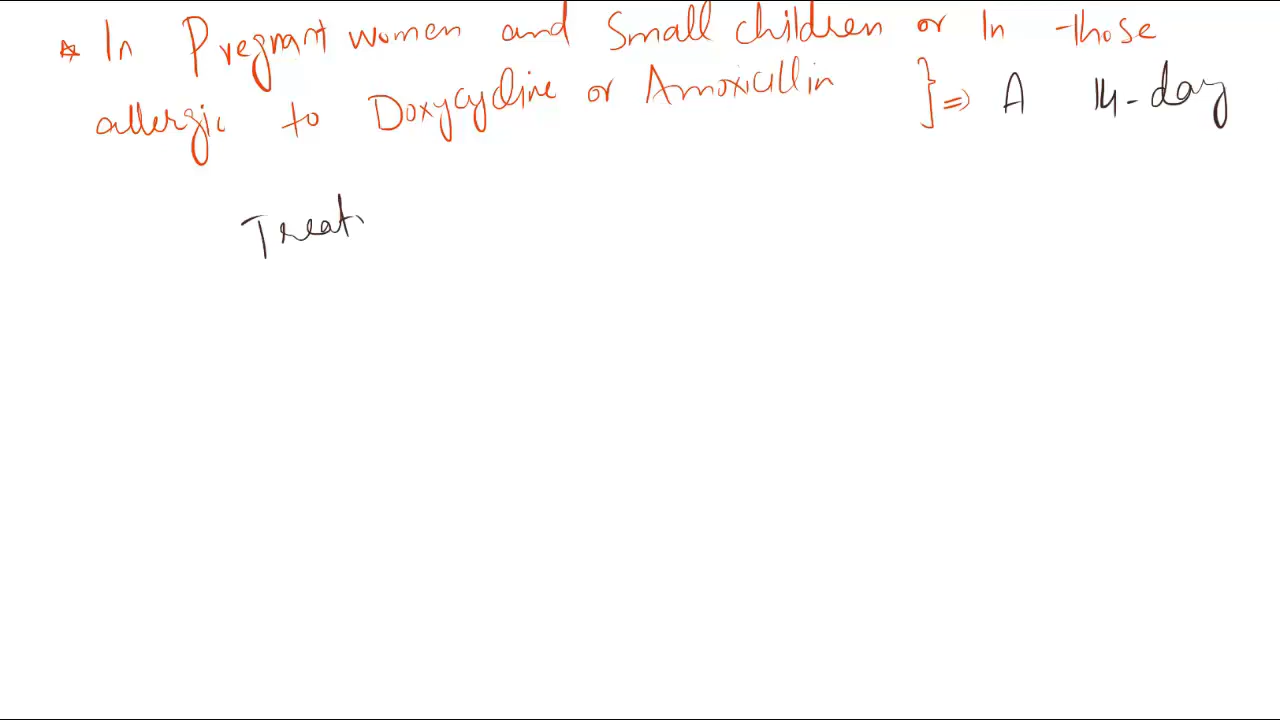 * In Pregnant women and Small children or In those
allergic to Doxycycline or Amoxicillin } => A 14-day
Treat